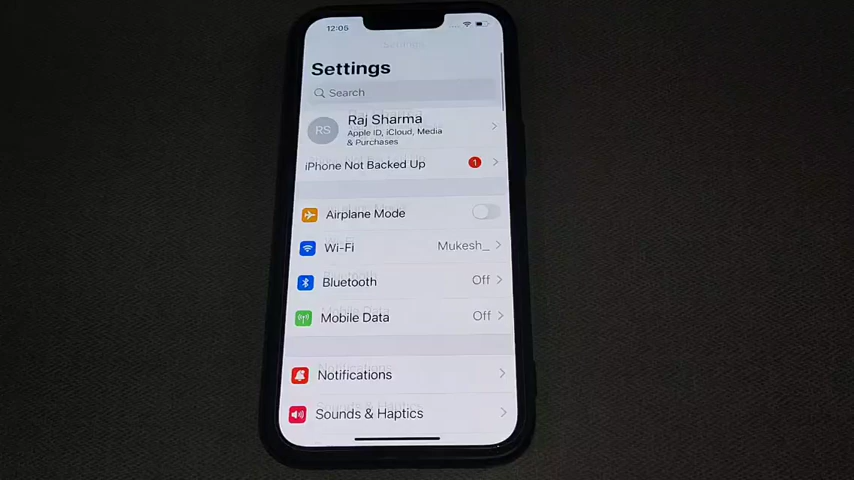 12:05
Settings
Search
RS
Raj Sharma
Apple ID, iCloud, Media
& Purchases
iPhone Not Backed Up
1
Airplane Mode
Wi-Fi
Mukesh_
Bluetooth
Off
Mobile Data
Off
Notifications
Sounds & Haptics